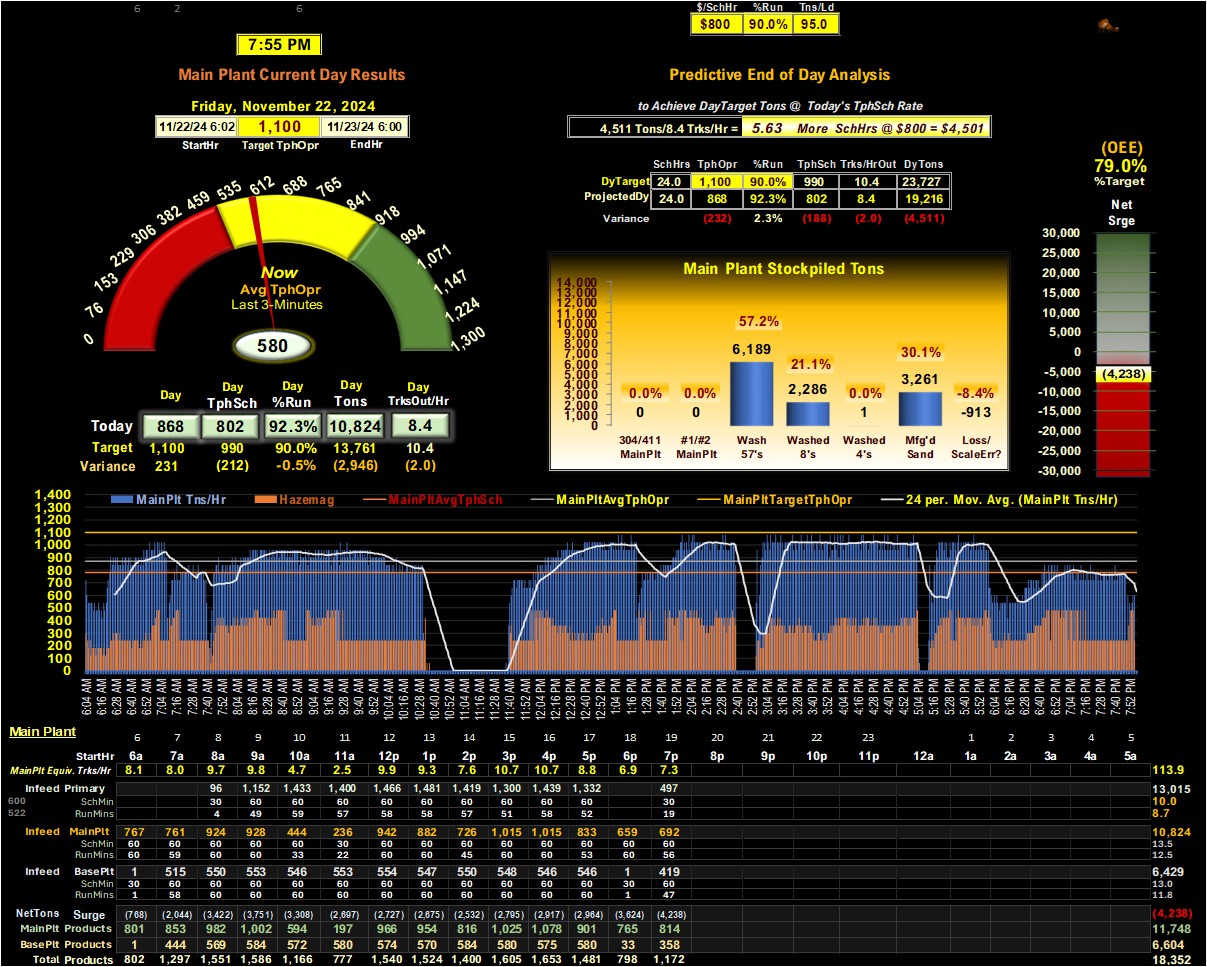 6 2 6
$/SchHr %Run Tns/Ld
$800 90.0% 95.0
7:55 PM
Main Plant Current Day Results
Predictive End of Day Analysis
Friday, November 22, 2024
to Achieve DayTarget Tons @ Today's TphSch Rate
11/22/24 6:02 1,100 11/23/24 6:00
4,511 Tons/8.4 Trks/Hr = 5.63 More SchHrs @ $800 = $4,501
StartHr Target TphOpr EndHr
(OEE)
79.0%
%Target
SchHrs TphOpr %Run TphSch Trks/HrOut DyTons
DyTarget 24.0 1,100 90.0% 990 10.4 23,727
ProjectedDy 24.0 868 92.3% 802 8.4 19,216
Variance (232) 2.3% (188) (2.0) (4,511)
Net
Srge
0 76 153 229 306 382 459 535 612 688 765 841 918 994 1,071 1,147 1,224 1,300
Now
Avg TphOpr
Last 3-Minutes
580
Main Plant Stockpiled Tons
14,000
13,000
12,000
11,000
10,000
9,000
8,000
7,000
6,000
5,000
4,000
3,000
2,000
1,000
0
0.0% 0.0% 57.2% 21.1% 0.0% 30.1% -8.4%
0 0 6,189 2,286 1 3,261 -913
304/411 #1/#2 Wash Washed Washed Mfg'd Loss/
MainPlt MainPlt 57's 8's 4's Sand ScaleErr?
30,000
25,000
20,000
15,000
10,000
5,000
0
-5,000
-10,000
-15,000
-20,000
-25,000
-30,000
(4,238)
Day Day TphSch Day %Run Day Tons TrksOut/Hr
Today 868 802 92.3% 10,824 8.4
Target 1,100 990 90.0% 13,761 10.4
Variance 231 (212) -0.5% (2,946) (2.0)
MainPlt Tns/Hr Hazemag MainPltAvgTphSch MainPltAvgTphOpr MainPltTargetTphOpr 24 per. Mov. Avg. (MainPlt Tns/Hr)
1,400
1,300
1,200
1,100
1,000
900
800
700
600
500
400
300
200
100
0
6:04 AM 6:16 AM 6:28 AM 6:40 AM 6:52 AM 7:04 AM 7:16 AM 7:28 AM 7:40 AM 7:52 AM 8:04 AM 8:16 AM 8:28 AM 8:40 AM 8:52 AM 9:04 AM 9:16 AM 9:28 AM 9:40 AM 9:52 AM 10:04 AM 10:16 AM 10:28 AM 10:40 AM 10:52 AM 11:04 AM 11:16 AM 11:28 AM 11:40 AM 11:52 AM 12:04 PM 12:16 PM 12:28 PM 12:40 PM 12:52 PM 1:04 PM 1:16 PM 1:28 PM 1:40 PM 1:52 PM 2:04 PM 2:16 PM 2:28 PM 2:40 PM 2:52 PM 3:04 PM 3:16 PM 3:28 PM 3:40 PM 3:52 PM 4:04 PM 4:16 PM 4:28 PM 4:40 PM 4:52 PM 5:04 PM 5:16 PM 5:28 PM 5:40 PM 5:52 PM 6:04 PM 6:16 PM 6:28 PM 6:40 PM 6:52 PM 7:04 PM 7:16 PM 7:28 PM 7:40 PM 7:52 PM
Main Plant 6 7 8 9 10 11 12 13 14 15 16 17 18 19 20 21 22 23 1 2 3 4 5
StartHr 6a 7a 8a 9a 10a 11a 12p 1p 2p 3p 4p 5p 6p 7p 8p 9p 10p 11p 12a 1a 2a 3a 4a 5a
MainPlt Equiv. Trks/Hr 8.1 8.0 9.7 9.8 4.7 2.5 9.9 9.3 7.6 10.7 10.7 8.8 6.9 7.3 113.9
Infeed Primary 96 1,152 1,433 1,400 1,466 1,481 1,419 1,300 1,439 1,332 497 13,015
600 SchMin 30 60 60 60 60 60 60 60 60 60 30 10.0
522 RunMins 4 49 59 57 58 58 57 51 58 52 19 8.7
Infeed MainPlt 767 761 924 928 444 236 942 882 726 1,015 1,015 833 659 692 10,824
SchMin 60 60 60 60 60 30 60 60 60 60 60 60 60 60 13.5
RunMins 60 59 60 60 33 22 60 60 45 60 60 53 60 56 12.5
Infeed BasePlt 1 515 550 553 546 553 554 547 550 548 546 546 1 419 6,429
SchMin 30 60 60 60 60 60 60 60 60 60 60 60 30 60 13.0
RunMins 1 58 60 60 60 60 60 60 60 60 60 60 1 47 11.8
NetTons Surge (768) (2,044) (3,422) (3,751) (3,308) (2,697) (2,727) (2,675) (2,532) (2,795) (2,917) (2,964) (3,624) (4,238) (4,238)
MainPlt Products 801 853 982 1,002 594 197 966 954 816 1,025 1,078 901 765 814 11,748
BasePlt Products 1 444 569 584 572 580 574 570 584 580 575 580 33 358 6,604
Total Products 802 1,297 1,551 1,586 1,166 777 1,540 1,524 1,400 1,605 1,653 1,481 798 1,172 18,352